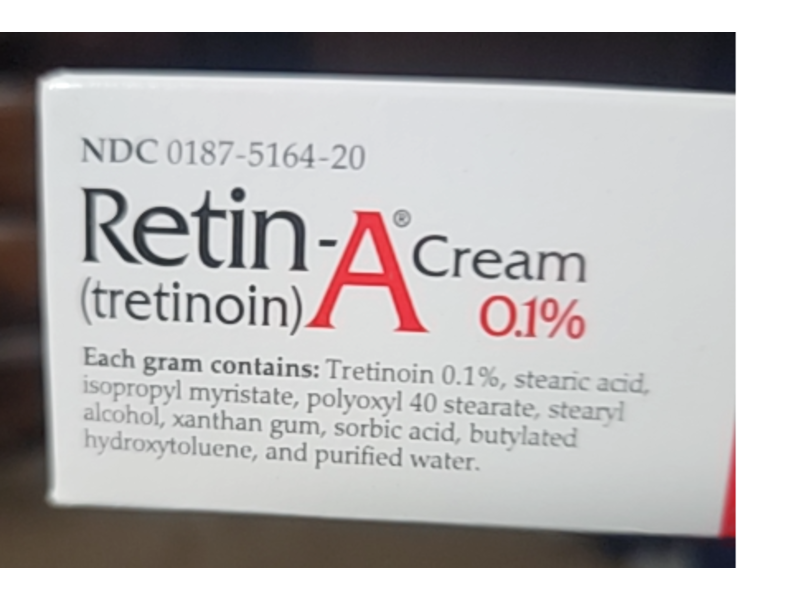 NDC 0187-5164-20
Retin-A® Cream
(tretinoin) 0.1%
Each gram contains: Tretinoin 0.1%, stearic acid,
isopropyl myristate, polyoxyl 40 stearate, stearyl
alcohol, xanthan gum, sorbic acid, butylated
hydroxytoluene, and purified water.